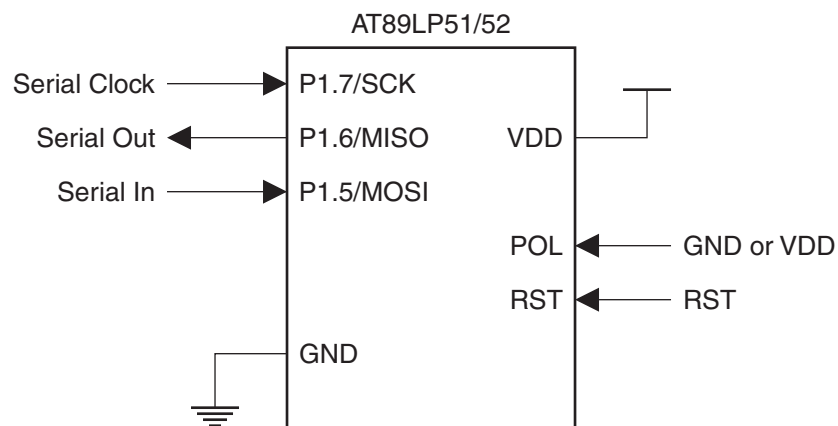 AT89LP51/52
Serial Clock
P1.7/SCK
Serial Out
P1.6/MISO
VDD
Serial In
P1.5/MOSI
POL
GND or VDD
RST
RST
GND